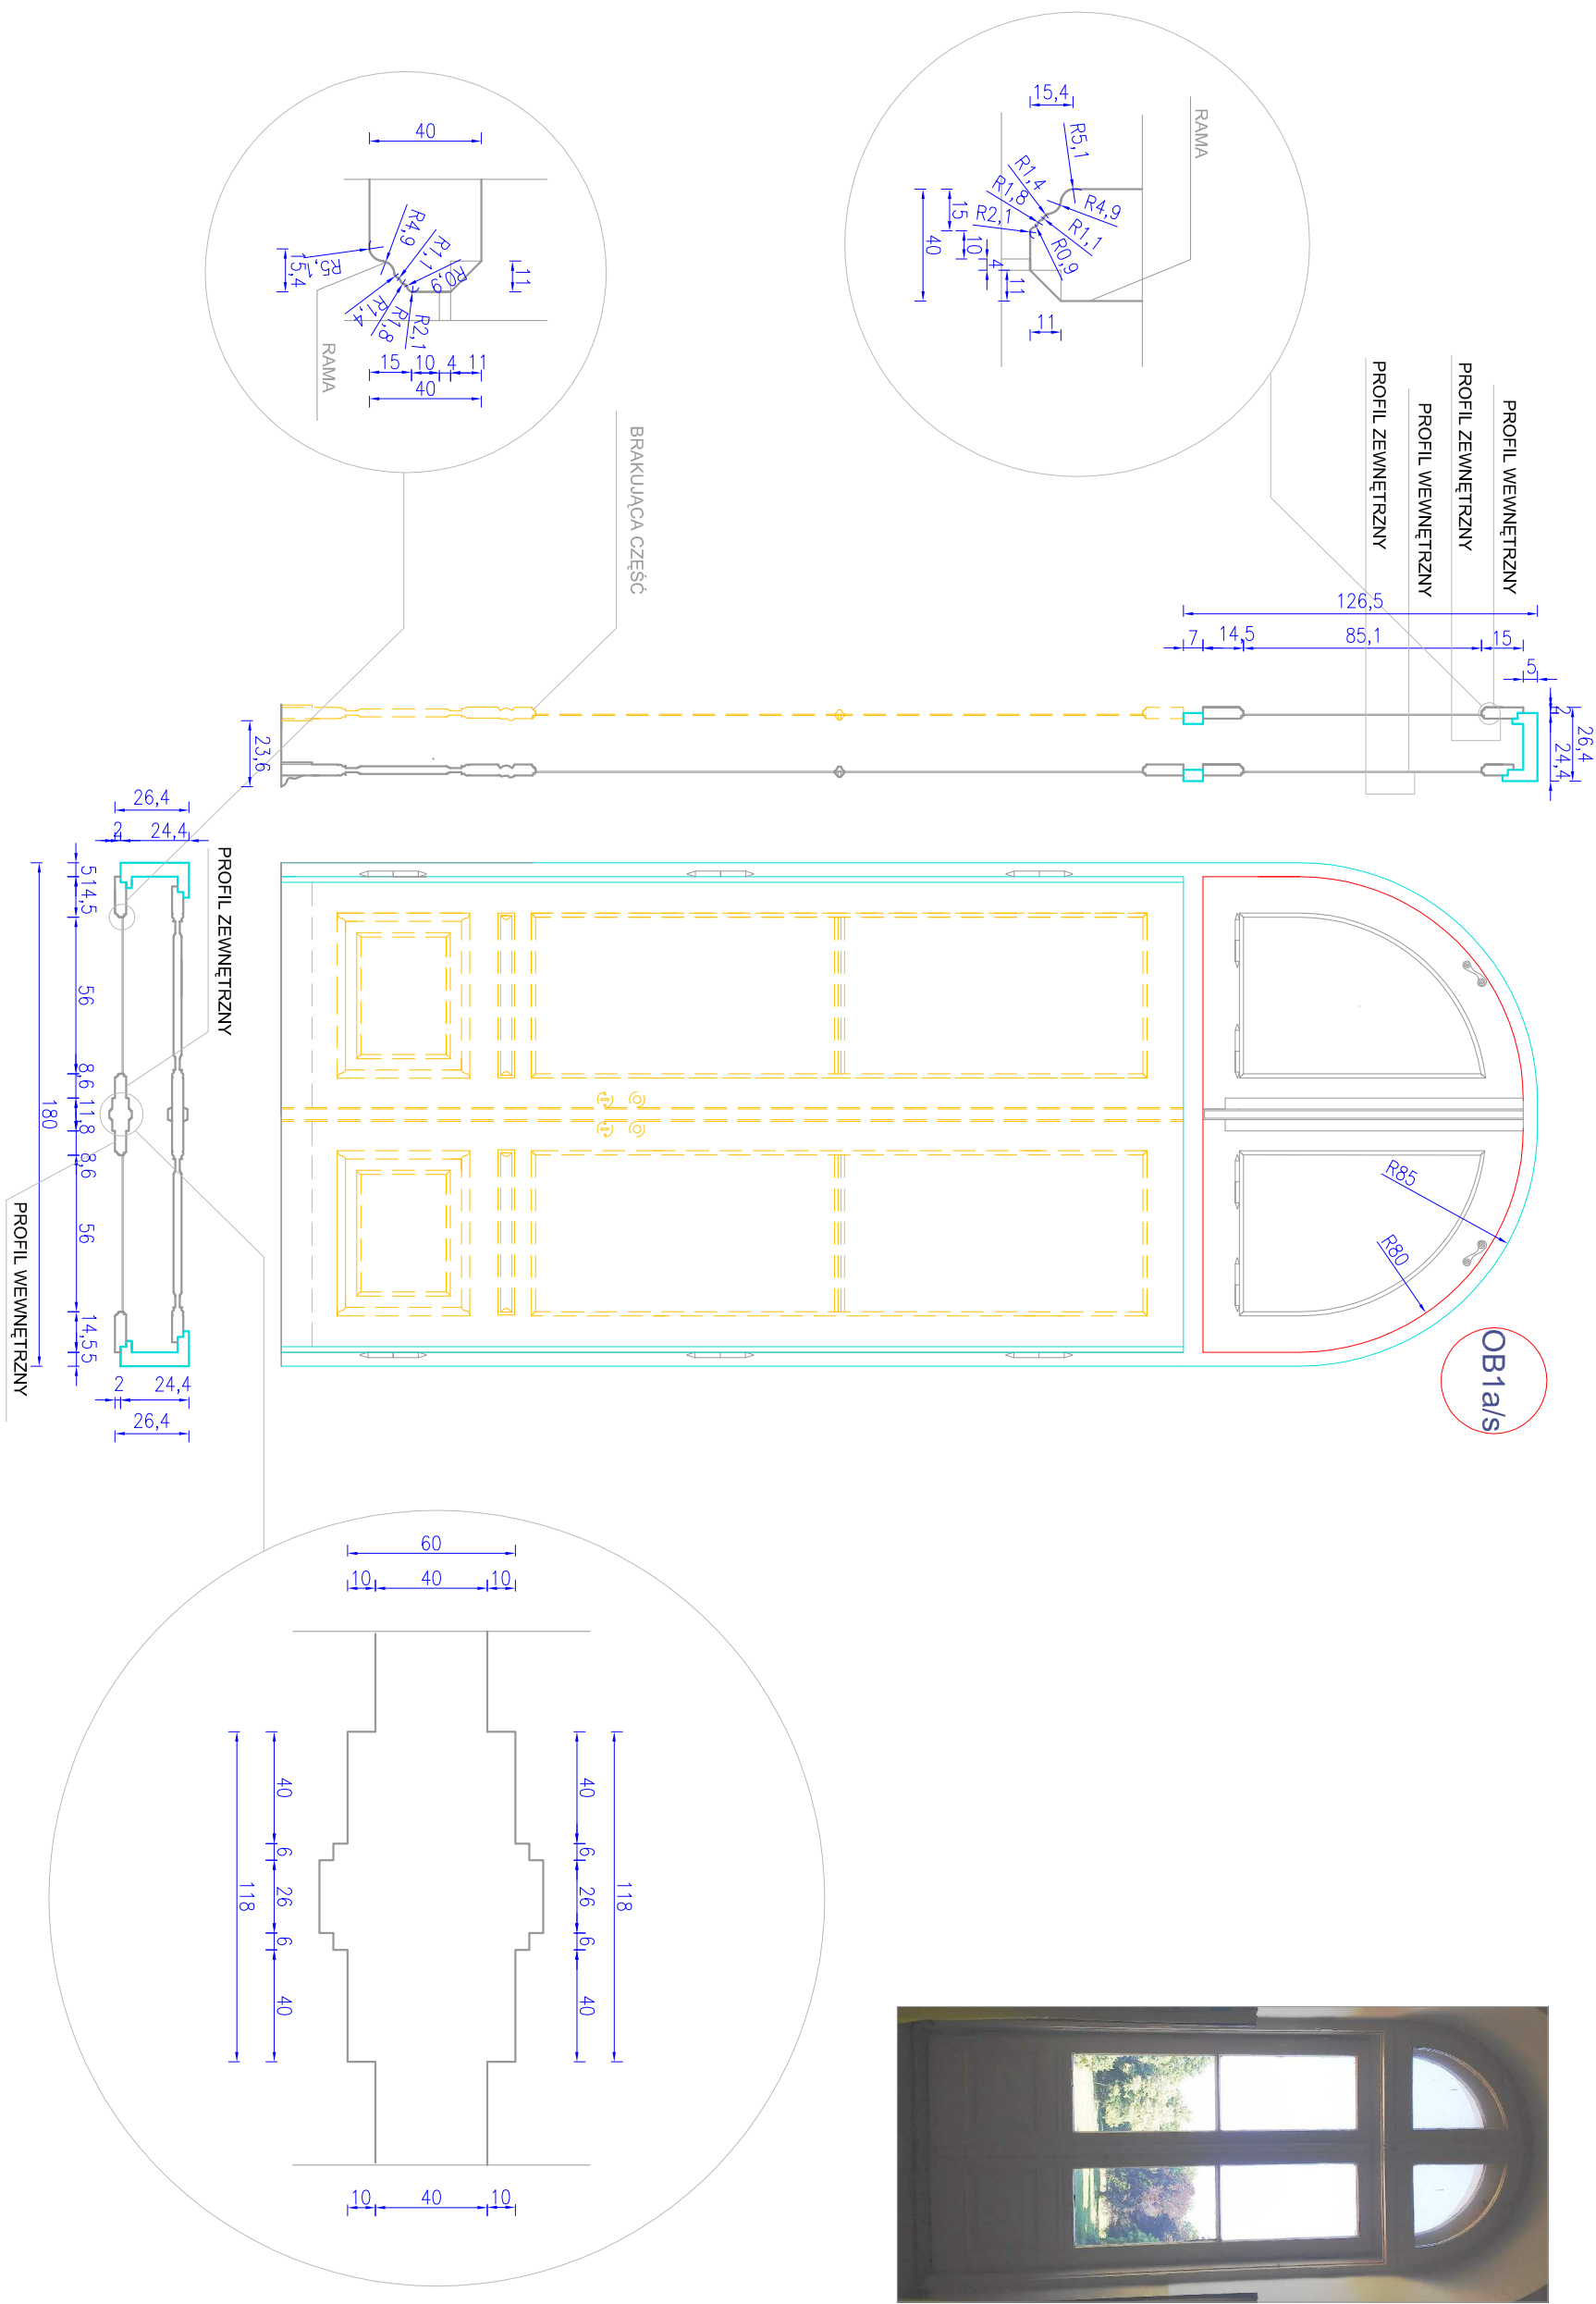 15,4
RAMA
R5,1
R1,4
R1,8
R2,1
R4,9
R1,1
R0,9
15
10
4
11
40
11
40
R4,9
R1,1
R0,9
R5,1
15,4
R1,4
R1,8
R2,1
11
RAMA
15
10
4
11
40
BRAKUJĄCA CZĘŚĆ
PROFIL WEWNĘTRZNY
PROFIL ZEWNĘTRZNY
PROFIL WEWNĘTRZNY
PROFIL ZEWNĘTRZNY
126,5
7
14,5
85,1
15
5
2
26,4
24,4
23,6
26,4
2
24,4
PROFIL ZEWNĘTRZNY
5
14,5
56
8,6
11,8
8,6
56
14,5
5
180
PROFIL WEWNĘTRZNY
2
24,4
26,4
R85
R80
OB1a/s
60
10
40
10
40
6
26
6
40
118
40
6
26
6
40
118
10
40
10